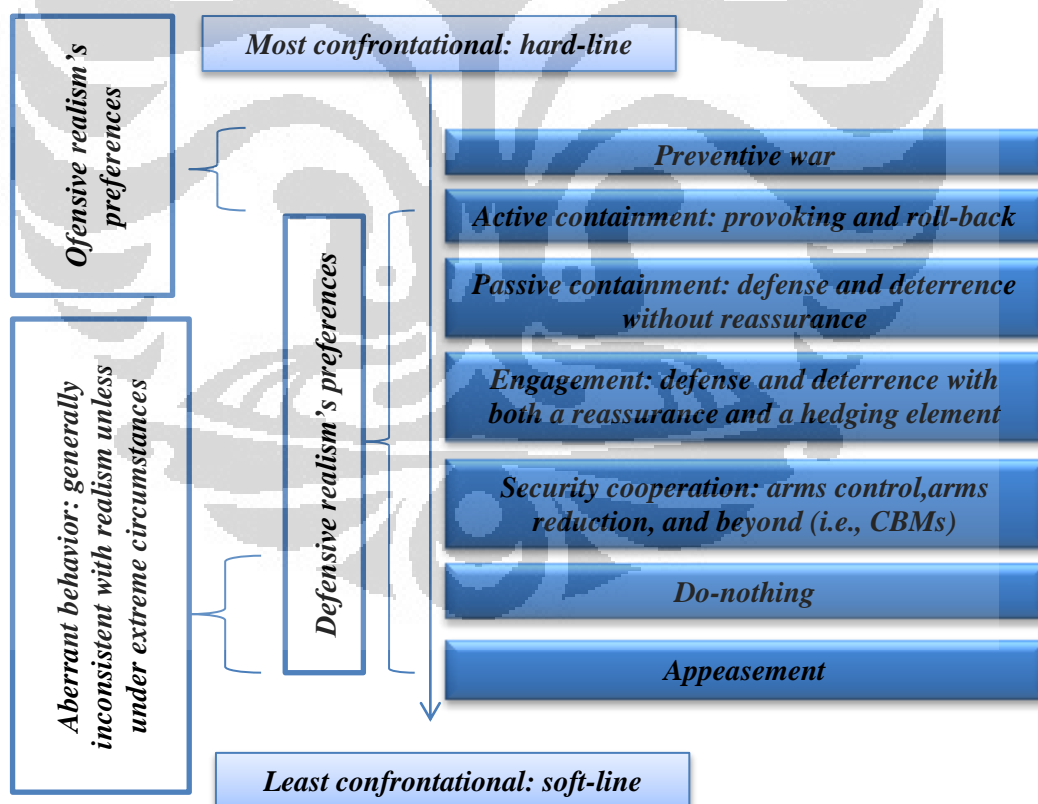 Most confrontational: hard-line
Ofensive realism's
preferences
Preventive war
Active containment: provoking and roll-back
Passive containment: defense and deterrence
without reassurance
Defensive realism's preferences
Engagement: defense and deterrence with
both a reassurance and a hedging element
Aberrant behavior: generally
inconsistent with realism unless
under extreme circumstances
Security cooperation: arms control,arms
reduction, and beyond (i.e., CBMs)
Do-nothing
Appeasement
Least confrontational: soft-line